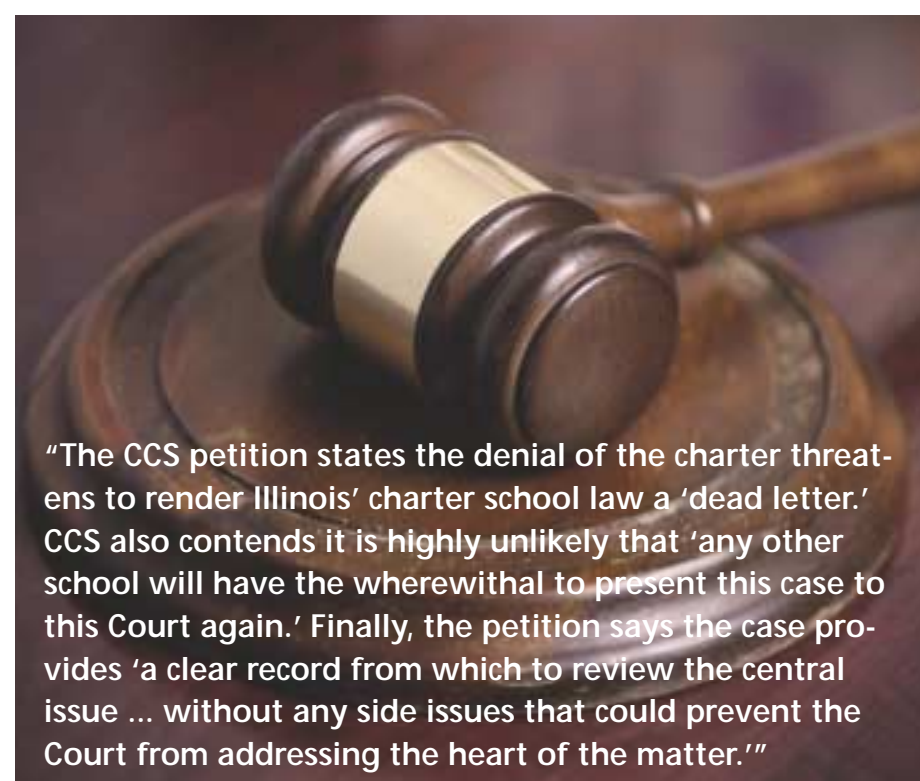 “The CCS petition states the denial of the charter threat-
ens to render Illinois’ charter school law a ‘dead letter.’
CCS also contends it is highly unlikely that ‘any other
school will have the wherewithal to present this case to
this Court again.’ Finally, the petition says the case pro-
vides ‘a clear record from which to review the central
issue ... without any side issues that could prevent the
Court from addressing the heart of the matter.’”